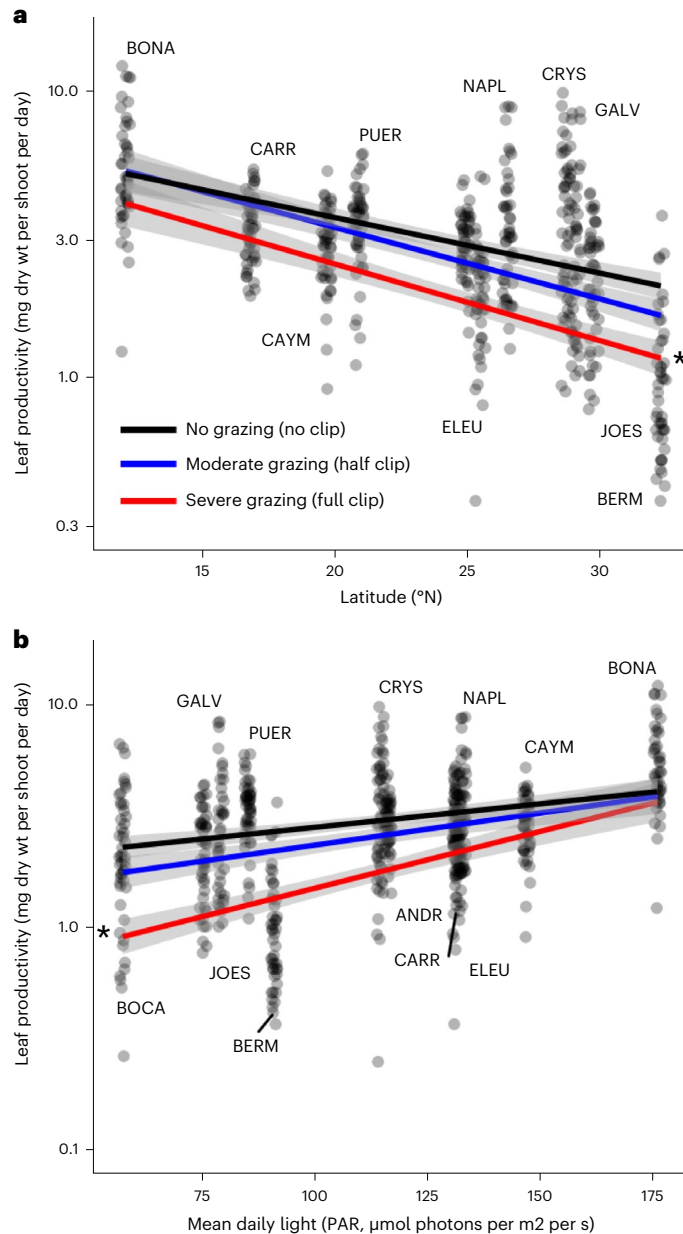 a
BONA
CRYS
NAPL
10.0
GALV
CARR
PUER
3.0
Leaf productivity (mg dry wt per shoot per day)
CAYM
*
1.0
No grazing (no clip)
ELEU
JOES
Moderate grazing (half clip)
Severe grazing (full clip)
BERM
0.3
15 20 25 30
Latitude (°N)
b
BONA
CRYS
GALV
NAPL
10.0
PUER
CAYM
Leaf productivity (mg dry wt per shoot per day)
ANDR
1.0
*
CARR
JOES
ELEU
BOCA
BERM
0.1
75 100 125 150 175
Mean daily light (PAR, µmol photons per m2 per s)